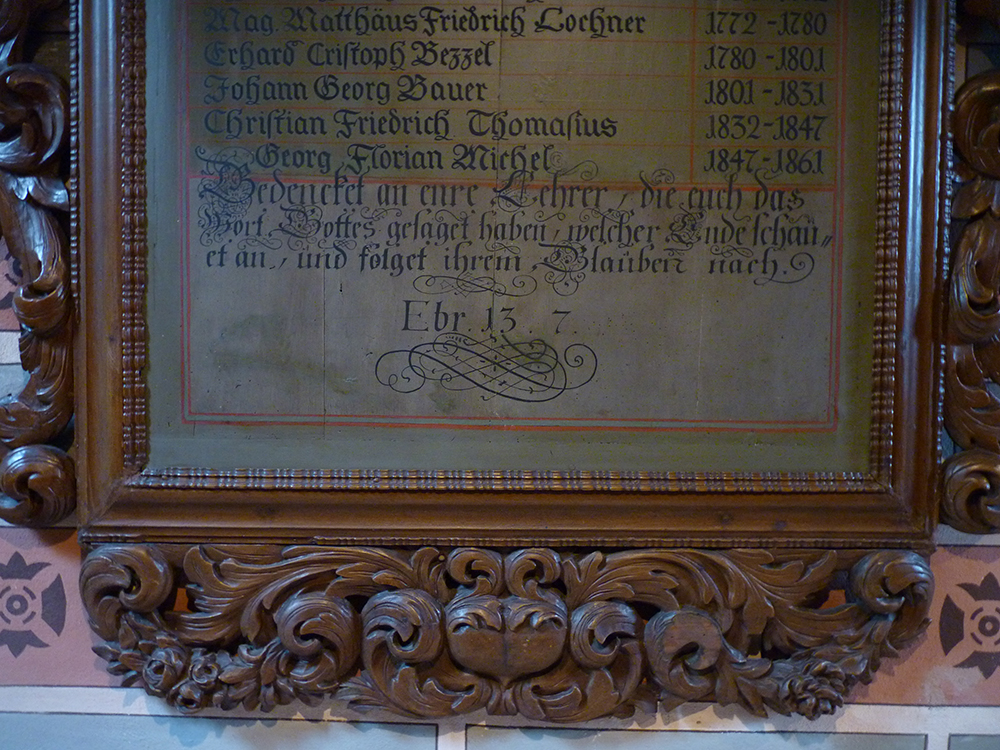 Mag. Matthäus Friedrich Lochner 1772 - 1780
Erhard Cristoph Bezzel 1780 - 1801
Johann Georg Bauer 1801 - 1831
Christian Friedrich Thomasius 1832 - 1847
Georg Florian Michel 1847 - 1861
Gedencket an eure Lehrer, die euch das
Wort Gottes gesaget haben, welcher Ende schau„
et an, und folget ihrem Glauben nach.
Ebr. 13 . 7.